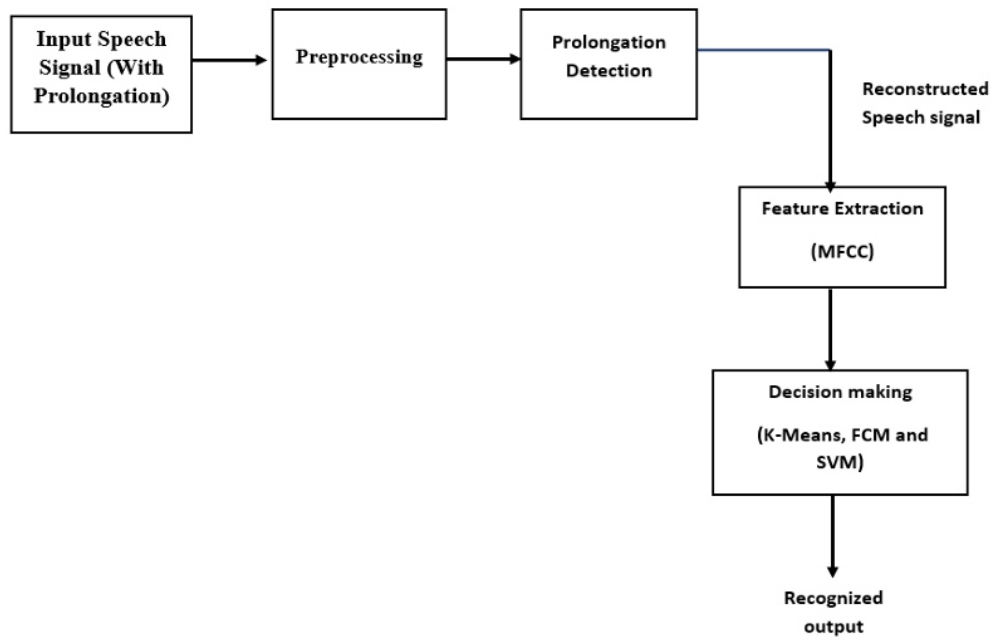 Input Speech
Signal (With
Prolongation)
Preprocessing
Prolongation
Detection
Reconstructed
Speech signal
Feature Extraction
(MFCC)
Decision making
(K-Means, FCM and
SVM)
Recognized
output